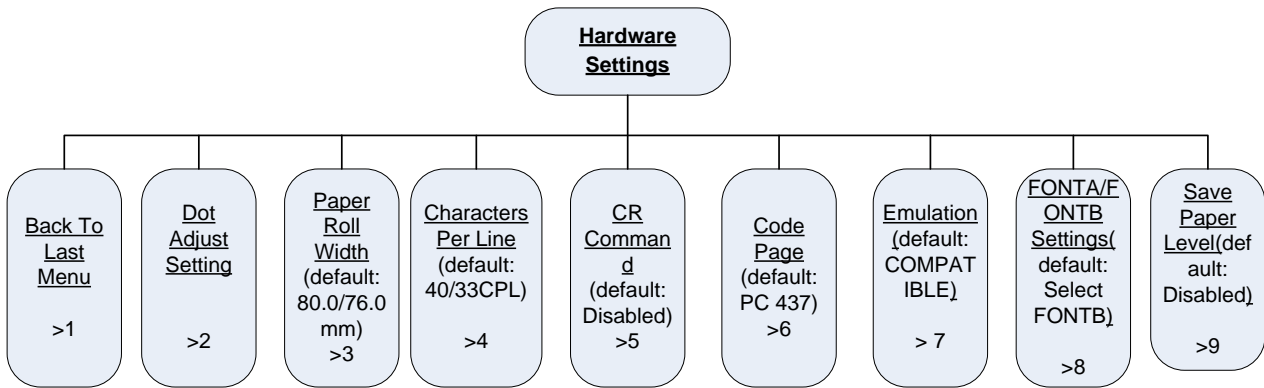 Hardware
Settings
Back To
Last
Menu
>1
Dot
Adjust
Setting
>2
Paper
Roll
Width
(default:
80.0/76.0
mm)
>3
Characters
Per Line
(default:
40/33CPL)
>4
CR
Comman
d
(default:
Disabled)
>5
Code
Page
(default:
PC 437)
>6
Emulation
(default:
COMPAT
IBLE)
> 7
FONTA/F
ONTB
Settings(
default:
Select
FONTB)
>8
Save
Paper
Level(def
ault:
Disabled)
>9